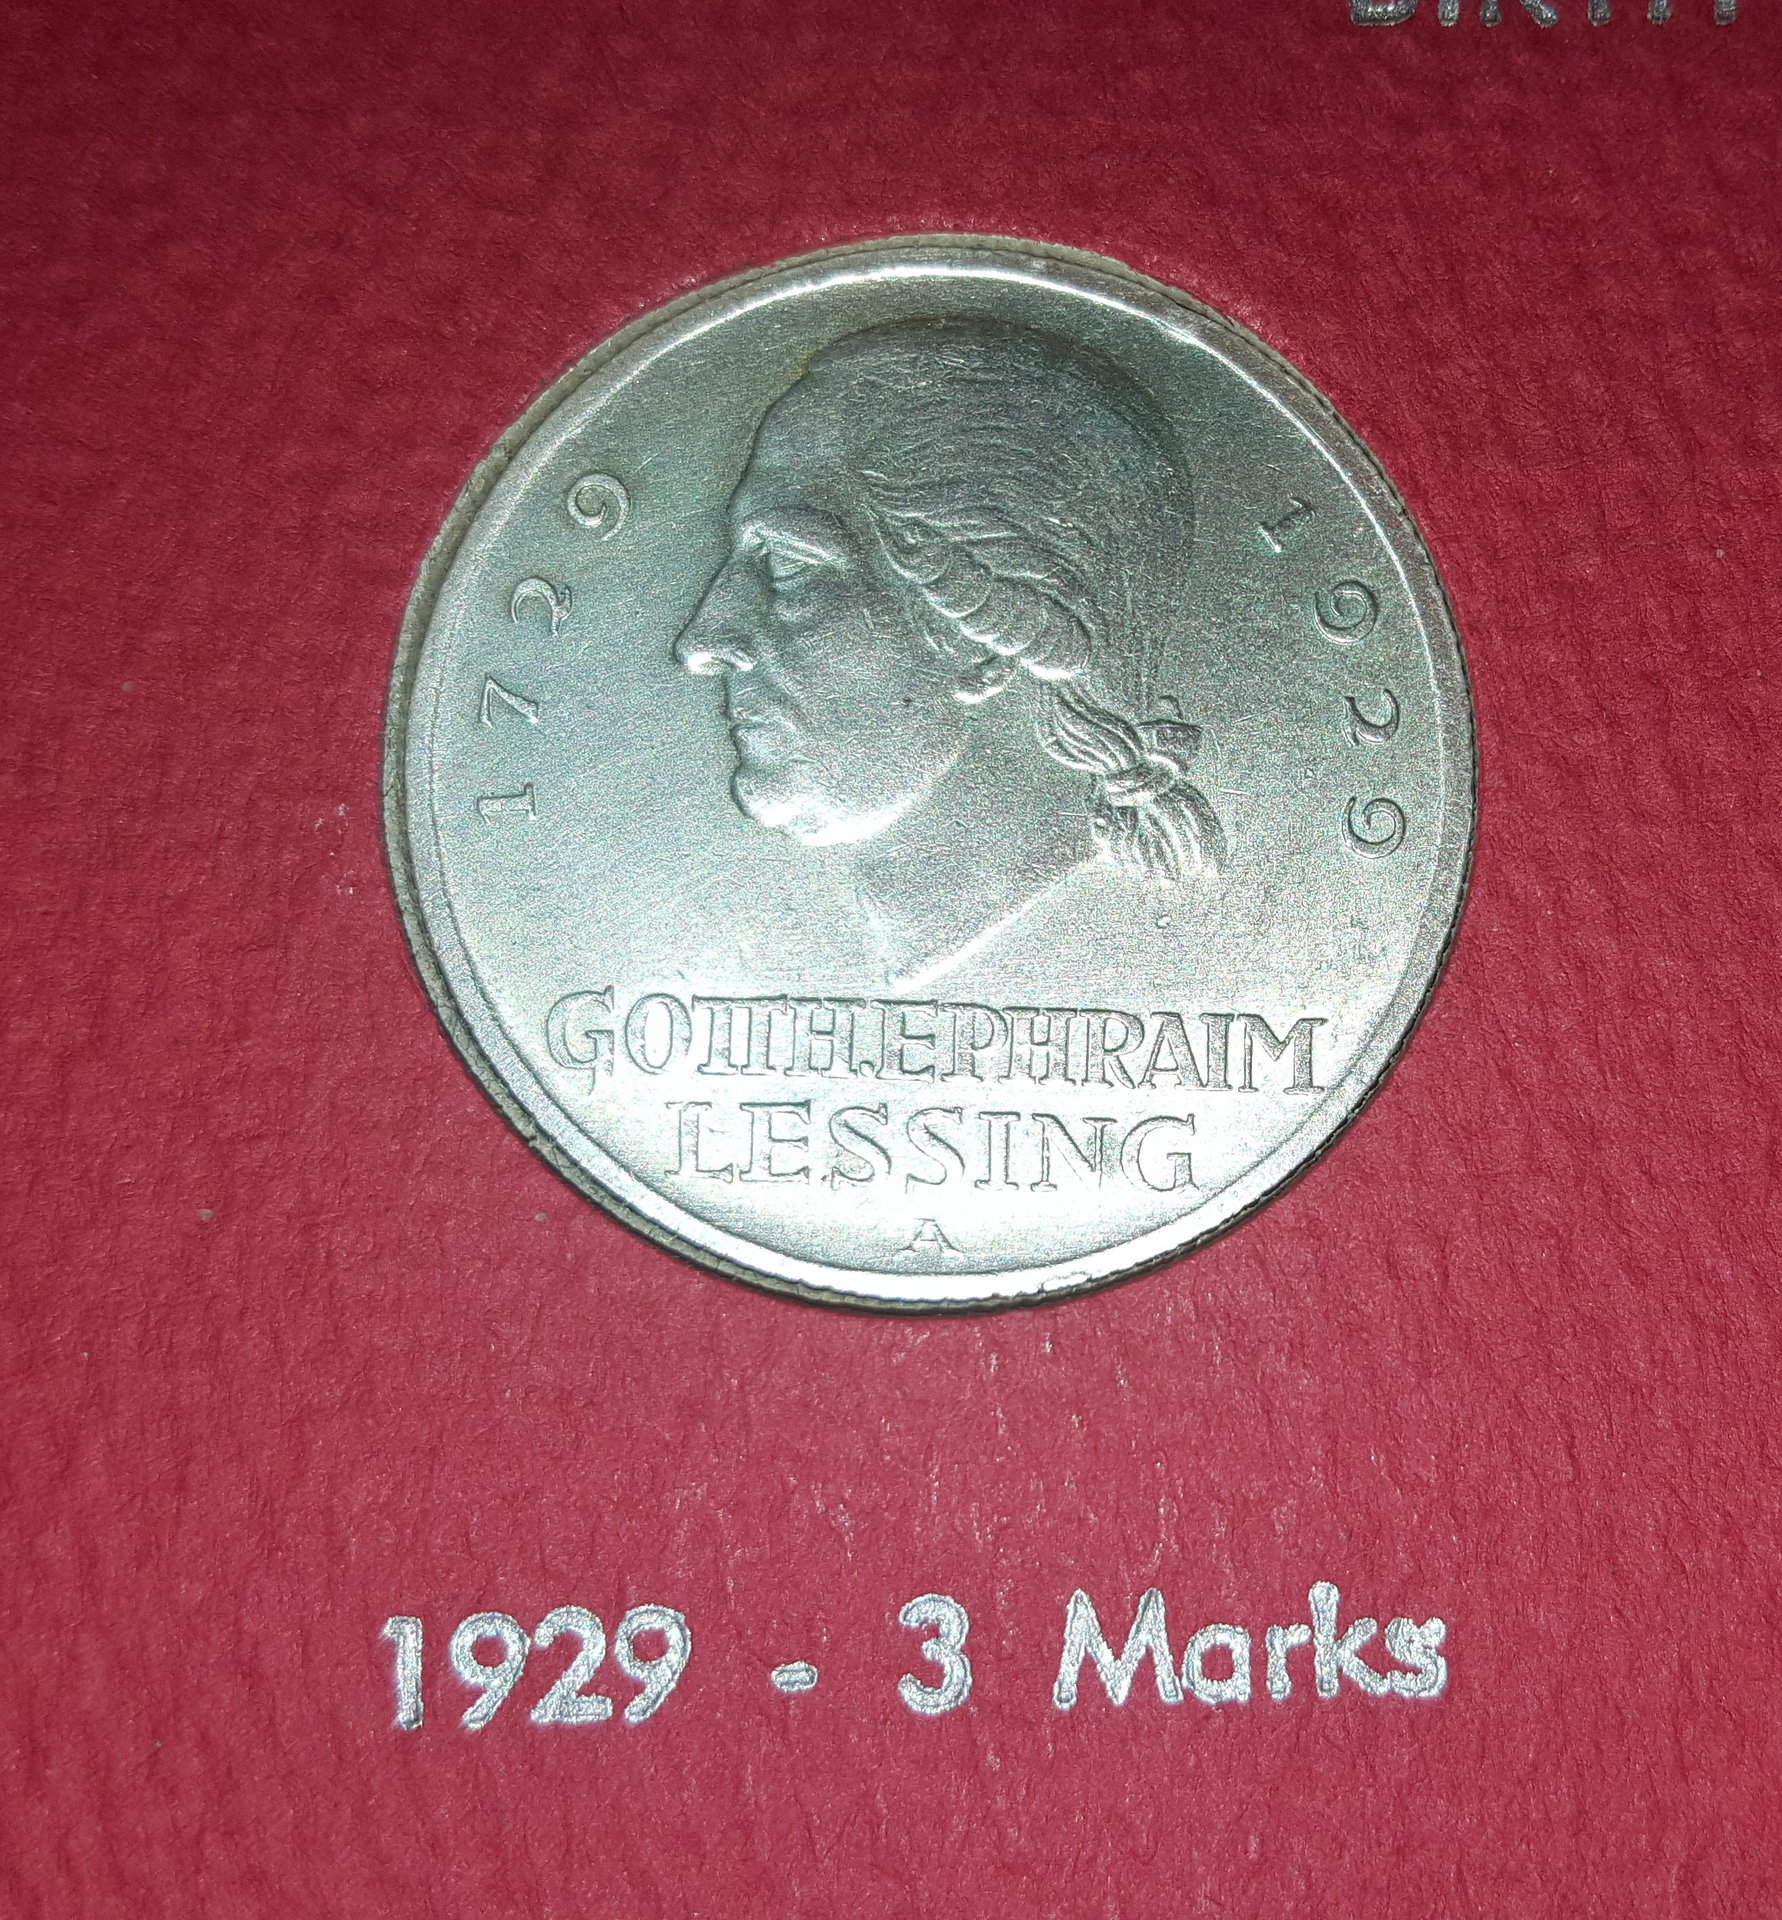 1729 1929
GOTTH.EPHRAIM
LESSING
A
1929 - 3 Marks